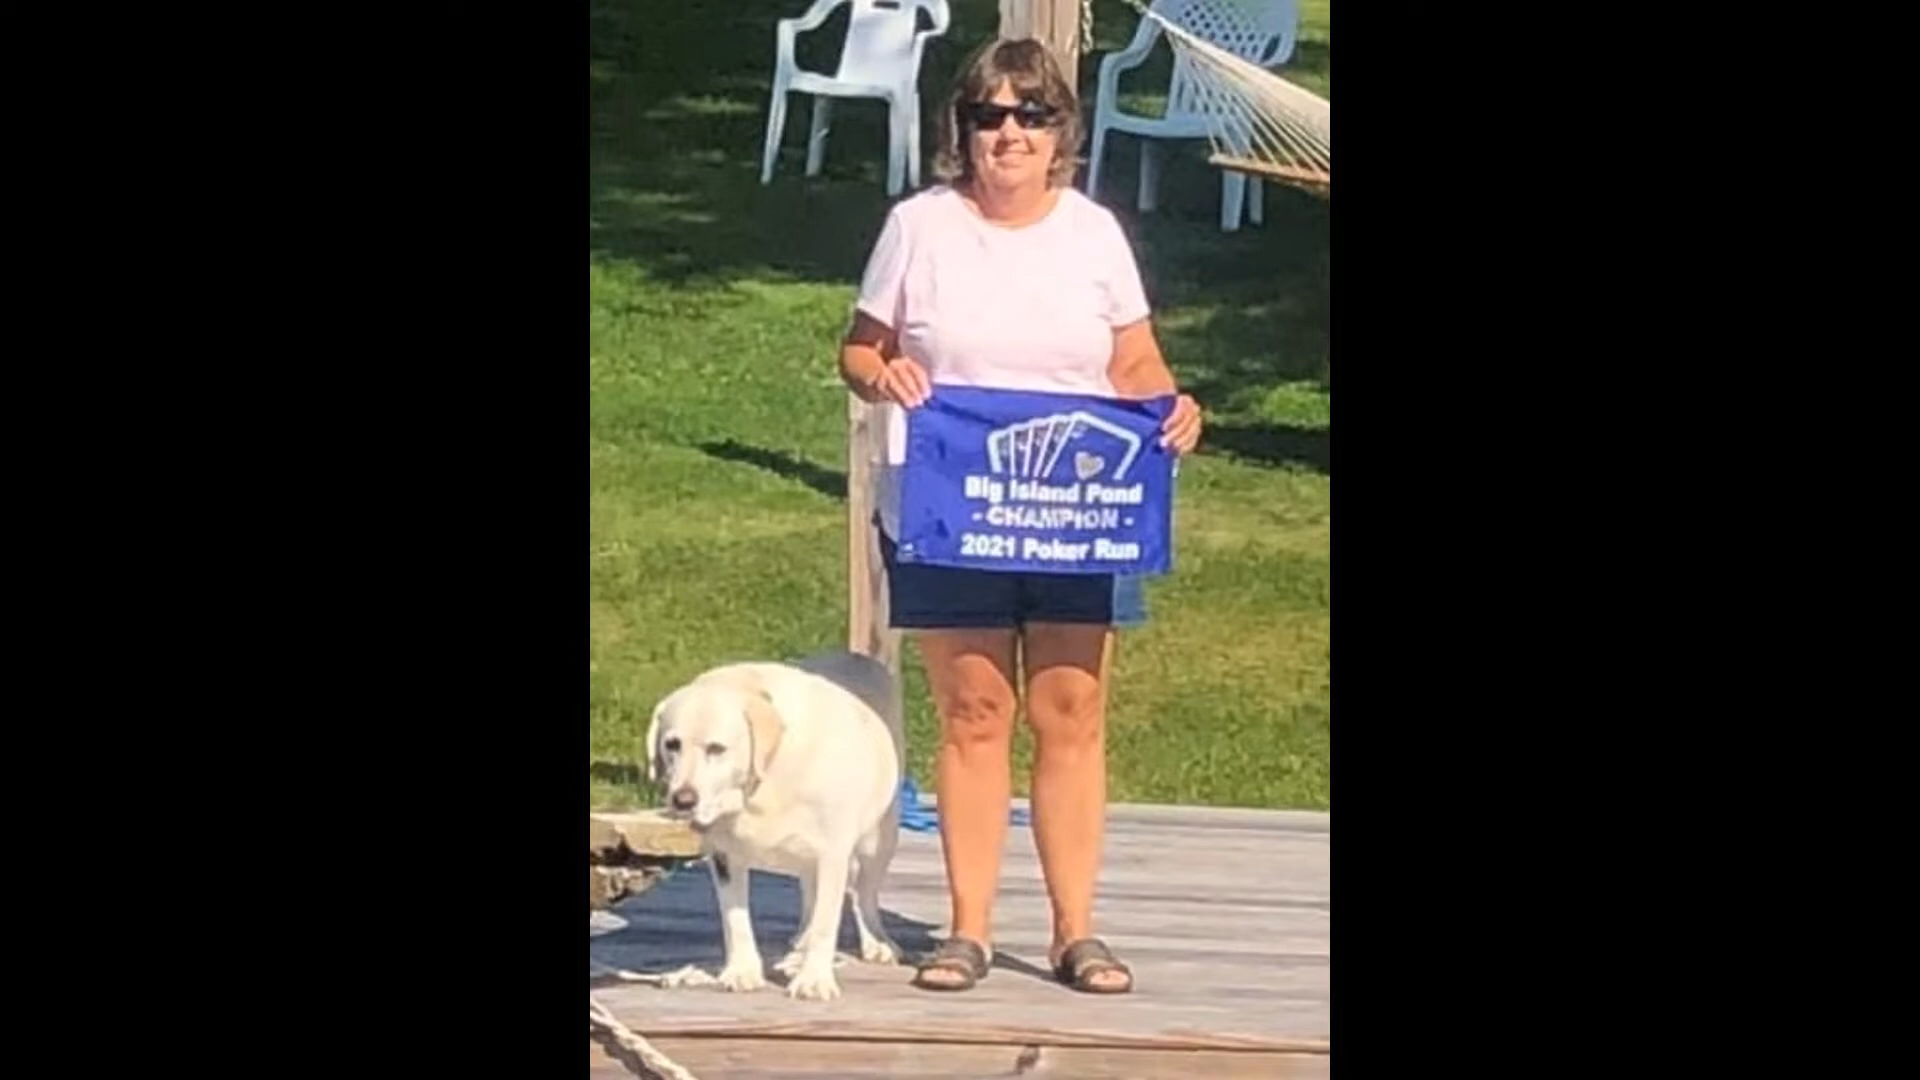 Big Island Pond
- CHAMPION -
2021 Poker Run